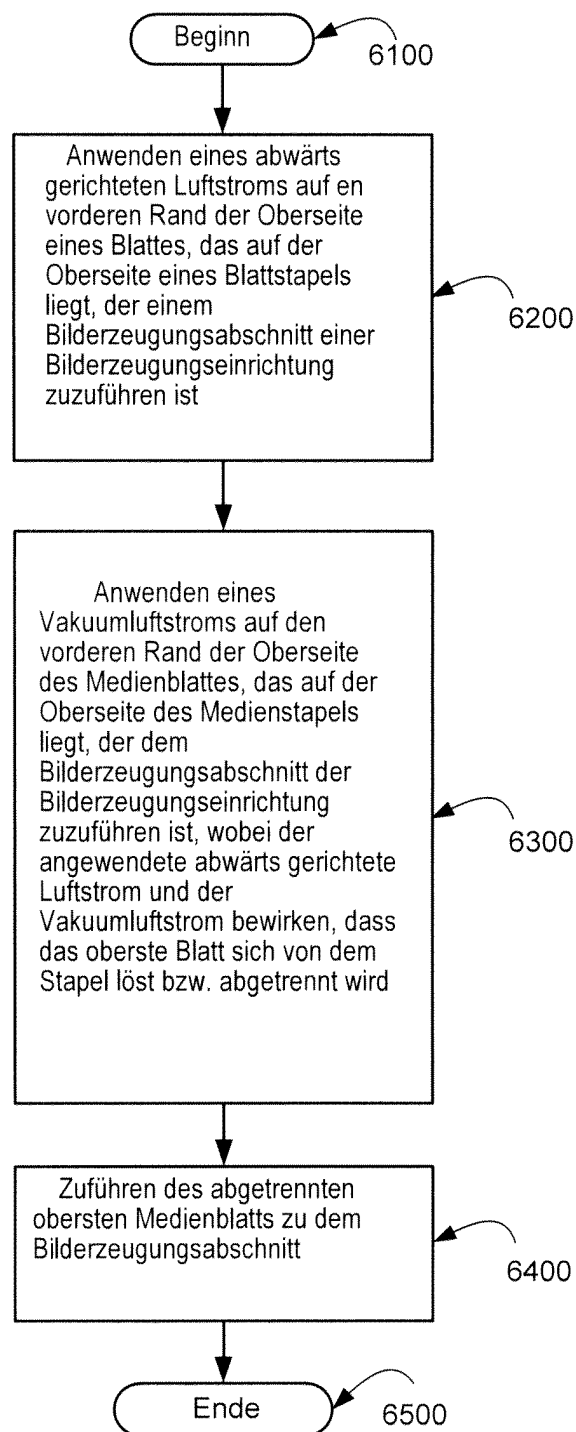 Beginn
6100
Anwenden eines abwärts
gerichteten Luftstroms auf en
vorderen Rand der Oberseite
eines Blattes, das auf der
Oberseite eines Blattstapels
liegt, der einem
Bilderzeugungsabschnitt einer
Bilderzeugungseinrichtung
zuzuführen ist
6200
Anwenden eines
Vakuumluftstroms auf den
vorderen Rand der Oberseite
des Medienblattes, das auf der
Oberseite des Medienstapels
liegt, der dem
Bilderzeugungsabschnitt der
Bilderzeugungseinrichtung
zuzuführen ist, wobei der
angewendete abwärts gerichtete
Luftstrom und der
Vakuumluftstrom bewirken, dass
das oberste Blatt sich von dem
Stapel löst bzw. abgetrennt wird
6300
Zuführen des abgetrennten
obersten Medienblatts zu dem
Bilderzeugungsabschnitt
6400
Ende
6500